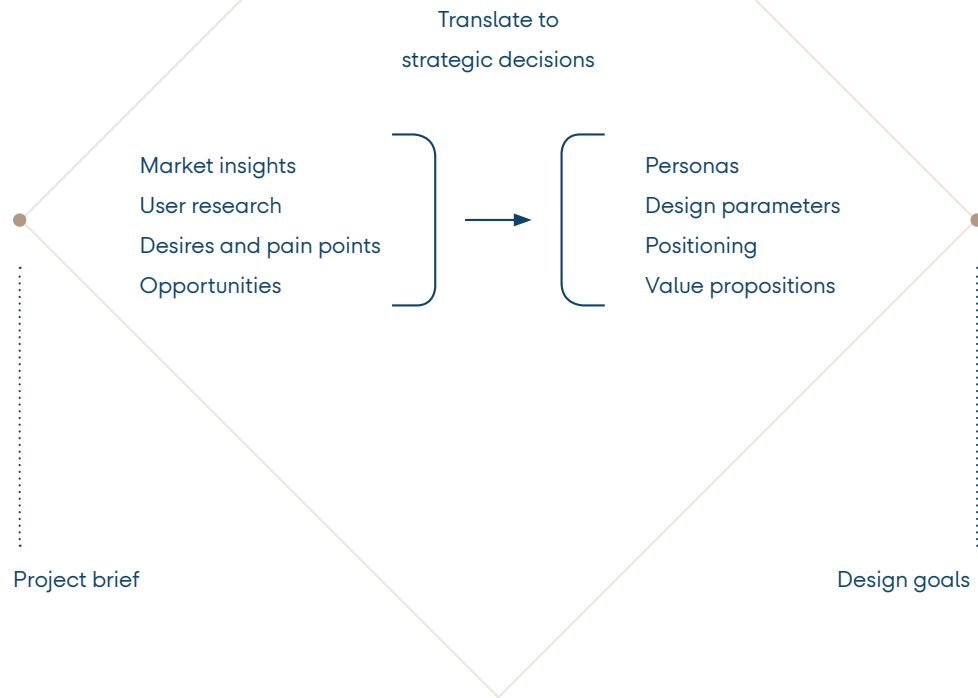 Translate to
strategic decisions
Market insights
User research
Desires and pain points
Opportunities
Personas
Design parameters
Positioning
Value propositions
Project brief
Design goals